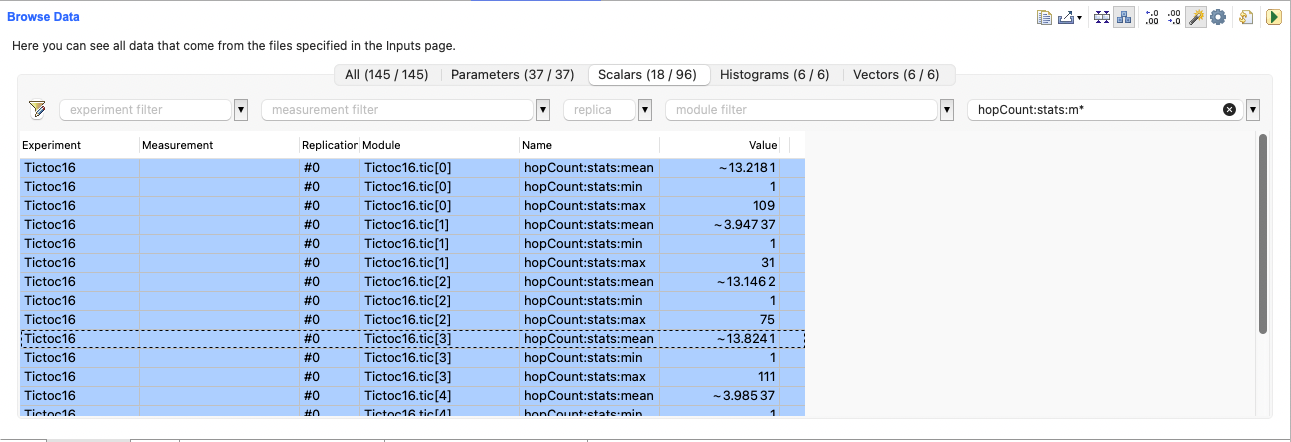 Browse Data
Here you can see all data that come from the files specified in the Inputs page.
All (145 / 145) Parameters (37 / 37) Scalars (18 / 96) Histograms (6 / 6) Vectors (6 / 6)
experiment filter measurement filter replica module filter hopCount:stats:m*
Experiment Measurement Replication Module Name Value
Tictoc16 #0 Tictoc16.tic[0] hopCount:stats:mean ~13.2181
Tictoc16 #0 Tictoc16.tic[0] hopCount:stats:min 1
Tictoc16 #0 Tictoc16.tic[0] hopCount:stats:max 109
Tictoc16 #0 Tictoc16.tic[1] hopCount:stats:mean ~3.947 37
Tictoc16 #0 Tictoc16.tic[1] hopCount:stats:min 1
Tictoc16 #0 Tictoc16.tic[1] hopCount:stats:max 31
Tictoc16 #0 Tictoc16.tic[2] hopCount:stats:mean ~13.146 2
Tictoc16 #0 Tictoc16.tic[2] hopCount:stats:min 1
Tictoc16 #0 Tictoc16.tic[2] hopCount:stats:max 75
Tictoc16 #0 Tictoc16.tic[3] hopCount:stats:mean ~13.824 1
Tictoc16 #0 Tictoc16.tic[3] hopCount:stats:min 1
Tictoc16 #0 Tictoc16.tic[3] hopCount:stats:max 111
Tictoc16 #0 Tictoc16.tic[4] hopCount:stats:mean ~3.985 37
Tictoc16 #0 Tictoc16.tic[4] hopCount:stats:min 1